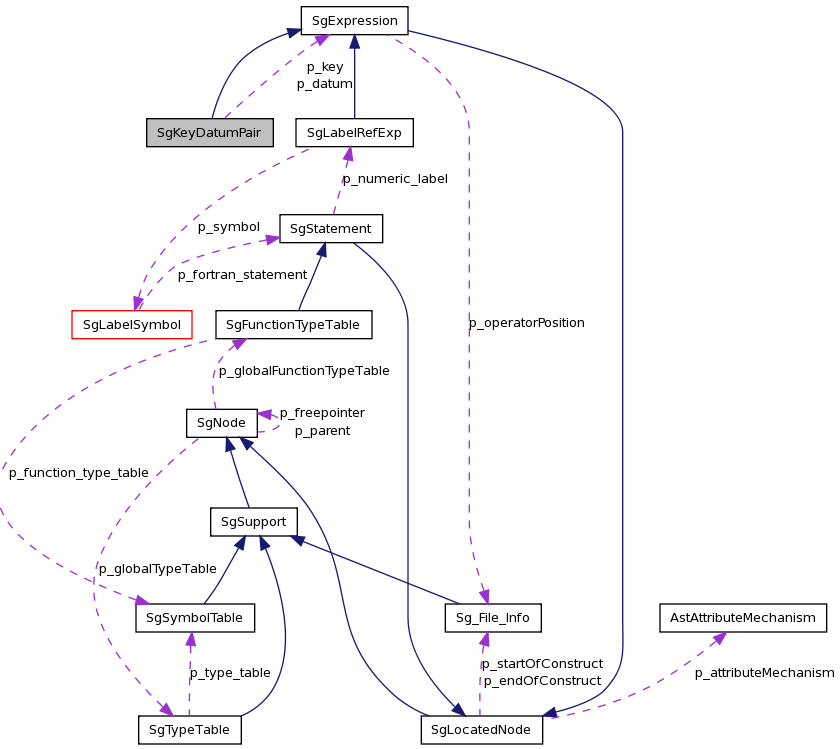 SgExpression
p_key
p_datum
SgKeyDatumPair
SgLabelRefExp
p_numeric_label
p_symbol
SgStatement
p_fortran_statement
SgLabelSymbol
SgFunctionTypeTable
p_operatorPosition
p_globalFunctionTypeTable
SgNode
p_freepointer
p_parent
p_function_type_table
SgSupport
p_globalTypeTable
SgSymbolTable
Sg_File_Info
AstAttributeMechanism
p_type_table
p_startOfConstruct
p_endOfConstruct
p_attributeMechanism
SgTypeTable
SgLocatedNode